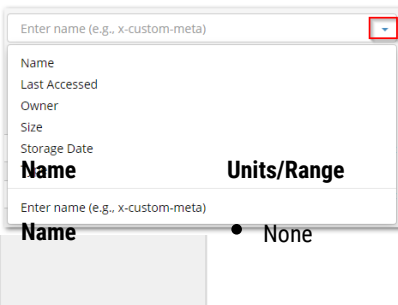 Enter name (e.g., x-custom-meta)
Name
Last Accessed
Owner
Size
Storage Date
Name Units/Range
Enter name (e.g., x-custom-meta)
Name • None